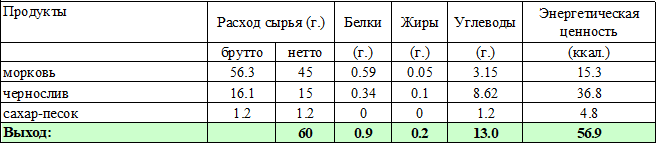 Продукты Расход сырья (г.) Белки Жиры Углеводы Энергетическая ценность
брутто нетто (г.) (г.) (г.) (ккал.)
морковь 56.3 45 0.59 0.05 3.15 15.3
чернослив 16.1 15 0.34 0.1 8.62 36.8
сахар-песок 1.2 1.2 0 0 1.2 4.8
Выход: 60 0.9 0.2 13.0 56.9